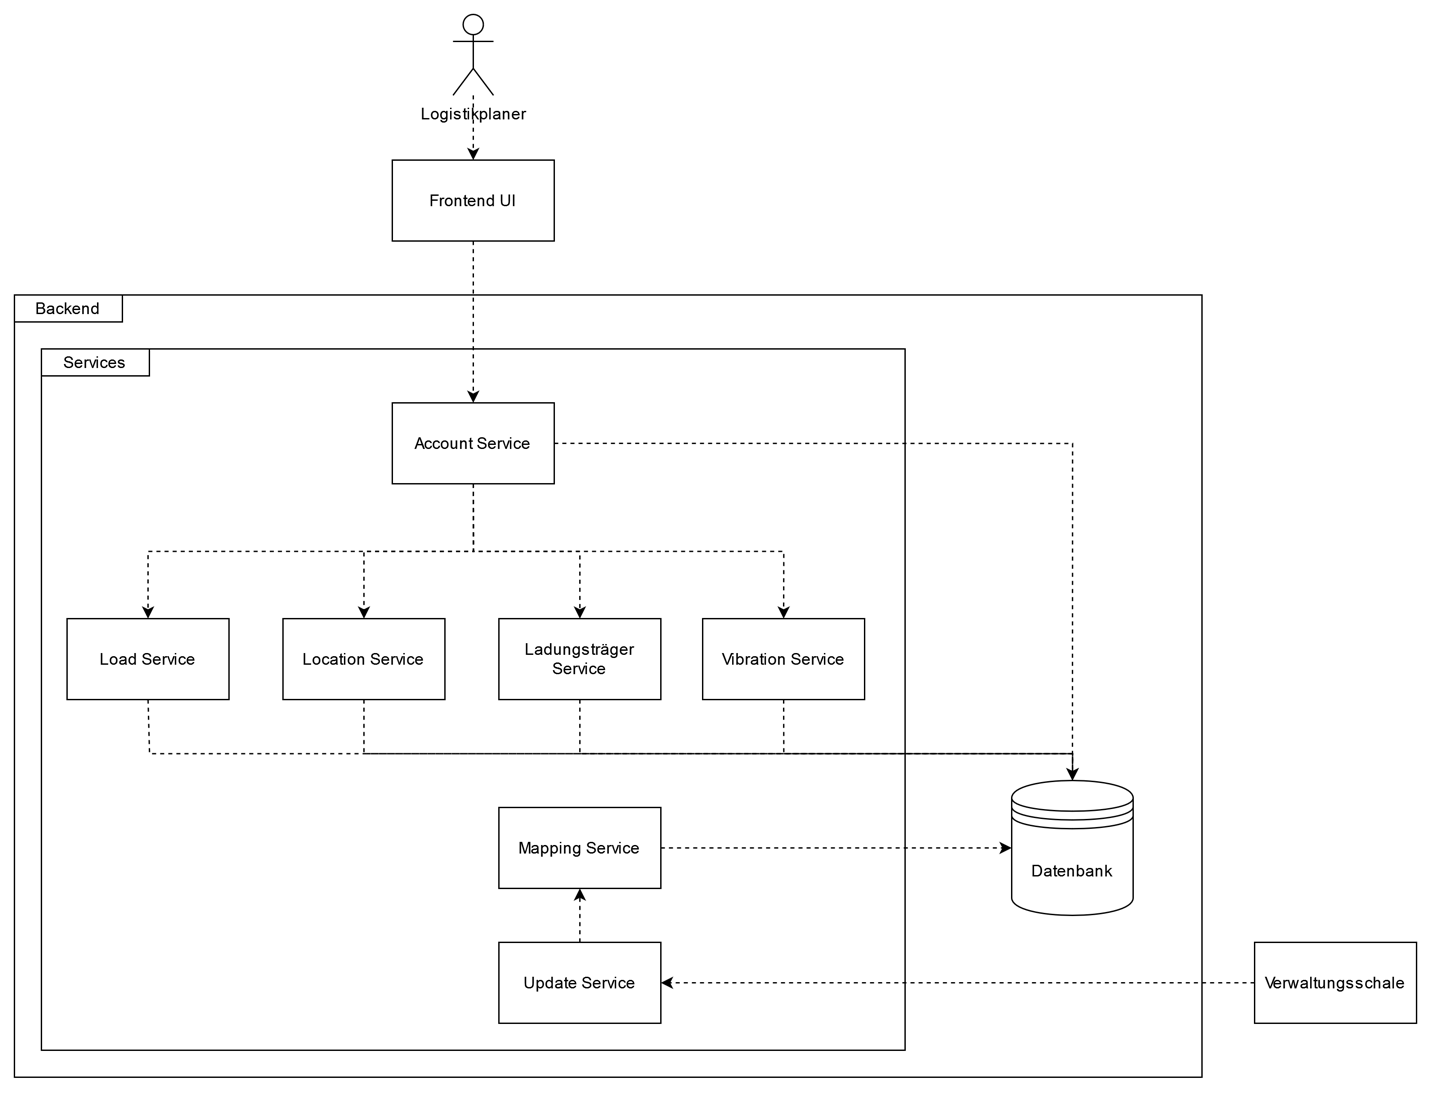 Logistikplaner
Frontend UI
Backend
Services
Account Service
Load Service
Location Service
Ladungsträger
Service
Vibration Service
Mapping Service
Datenbank
Update Service
Verwaltungsschale